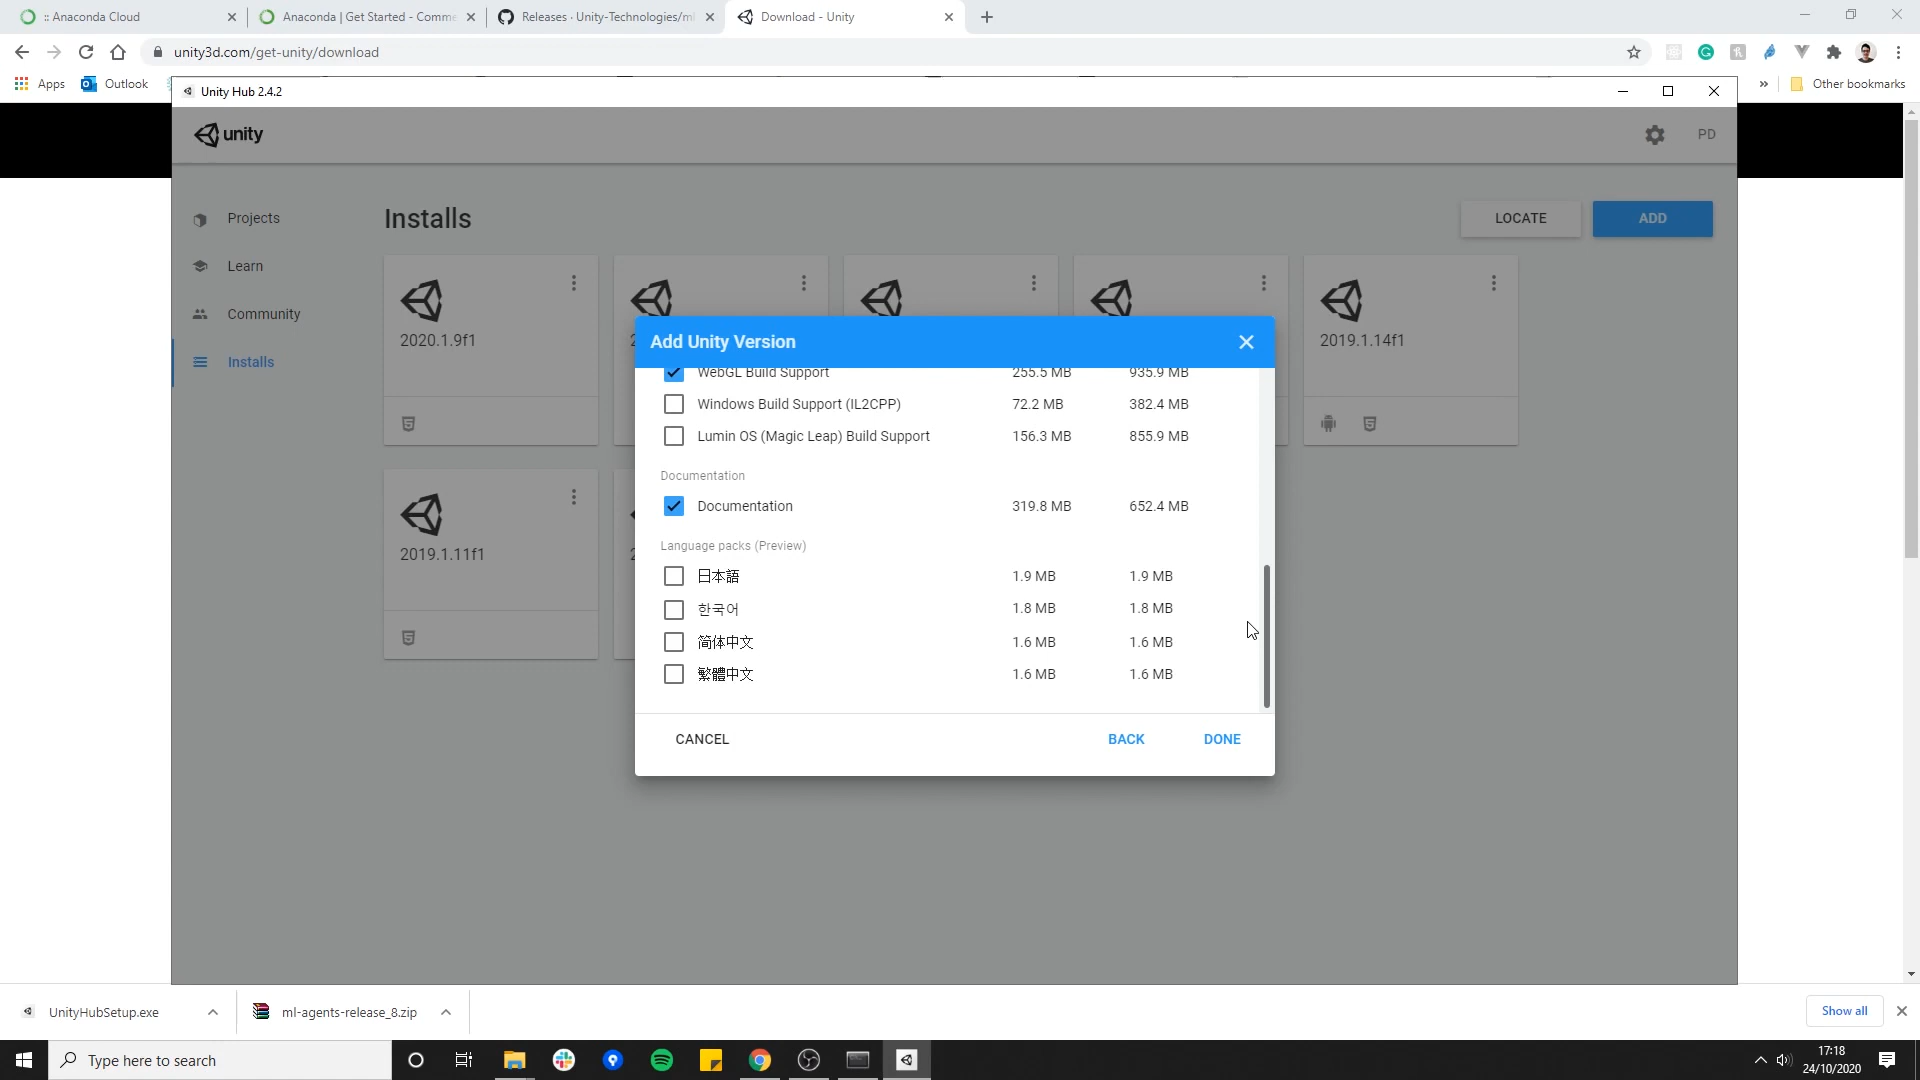 :: Anaconda Cloud
Anaconda | Get Started - Comme
Releases · Unity-Technologies/ml
Download - Unity
unity3d.com/get-unity/download
Apps
Outlook
Other bookmarks
Unity Hub 2.4.2
unity
PD
Projects
Learn
Community
Installs
Installs
LOCATE
ADD
2020.1.9f1
2019.1.14f1
2019.1.11f1
Add Unity Version
WebGL Build Support 255.5 MB 935.9 MB
Windows Build Support (IL2CPP) 72.2 MB 382.4 MB
Lumin OS (Magic Leap) Build Support 156.3 MB 855.9 MB
Documentation
Documentation 319.8 MB 652.4 MB
Language packs (Preview)
日本語 1.9 MB 1.9 MB
한국어 1.8 MB 1.8 MB
简体中文 1.6 MB 1.6 MB
繁體中文 1.6 MB 1.6 MB
CANCEL
BACK
DONE
UnityHubSetup.exe
ml-agents-release_8.zip
Show all
Type here to search
17:18
24/10/2020